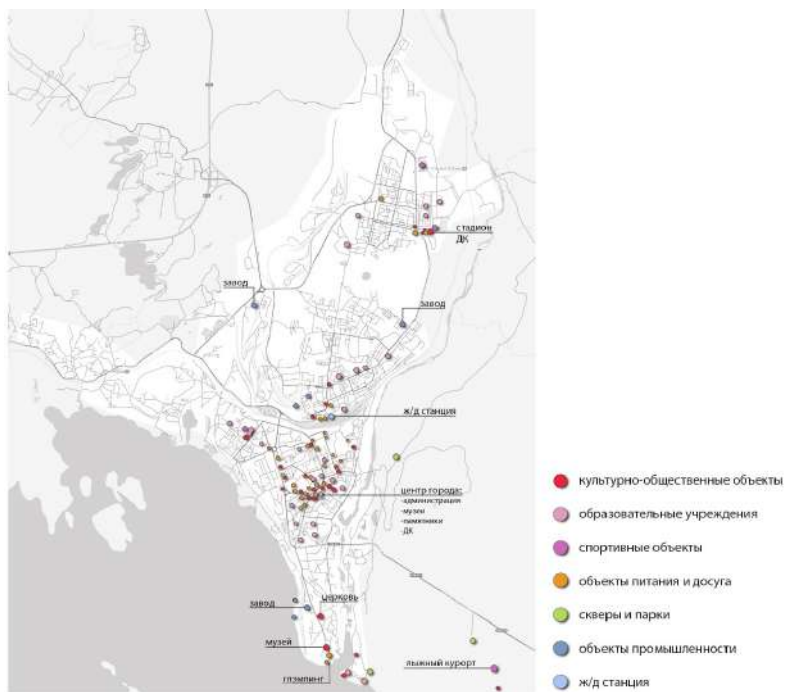 стадион
ДК
завод
завод
ж/д станция
центр города:
-администрация
-музеи
-памятники
-ДК
завод
церковь
музей
глэмпинг
лыжный курорт
культурно-общественные объекты
образовательные учреждения
спортивные объекты
объекты питания и досуга
скверы и парки
объекты промышленности
ж/д станция